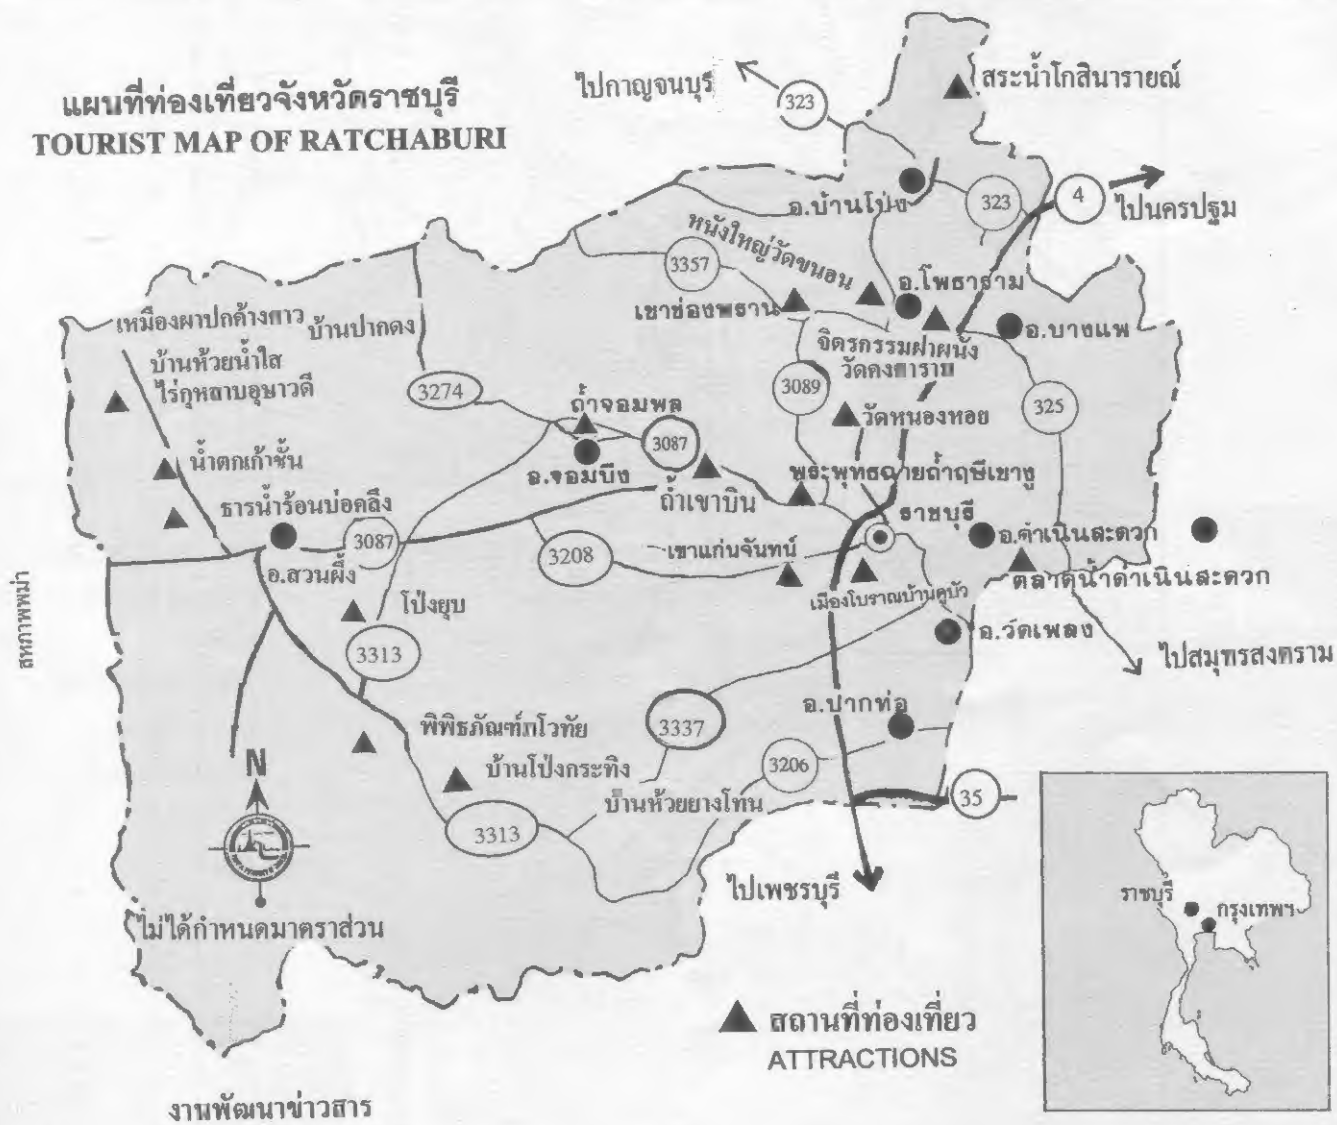 แผนที่ท่องเที่ยวจังหวัดราชบุรี
TOURIST MAP OF RATCHABURI
ไปกาญจนบุรี
323
สระน้ำโกสินารายณ์
อ.บ้านโป่ง
323
4
ไปนครปฐม
หนังใหญ่วัดขนอน
3357
อ.โพธาราม
เขาช่องพราน
อ.บางแพ
เหมืองผาปกค้างคาว
บ้านปากดง
จิตรกรรมฝาผนัง
วัดคงคาราม
บ้านห้วยน้ำใส
ไร่กุหลาบอุษาวดี
3274
ถ้ำจอมพล
3089
วัดหนองหอย
325
3087
น้ำตกเก้าชั้น
อ.จอมบึง
ถ้ำเขาบิน
พระพุทธฉายถ้ำฤษีเขางู
ธารน้ำร้อนบ่อคลึง
ราชบุรี
3087
3208
เขาแก่นจันทน์
อ.ดำเนินสะดวก
อ.สวนผึ้ง
ตลาดน้ำดำเนินสะดวก
โป่งยุบ
เมืองโบราณบ้านคูบัว
สหภาพพม่า
อ.วัดเพลง
3313
ไปสมุทรสงคราม
อ.ปากท่อ
พิพิธภัณฑ์ภโวทัย
3337
บ้านโป่งกระทิง
3206
N
บ้านห้วยยางโทน
35
3313
ไปเพชรบุรี
ไม่ได้กำหนดมาตราส่วน
ราชบุรี
กรุงเทพฯ
สถานที่ท่องเที่ยว
ATTRACTIONS
งานพัฒนาข่าวสาร